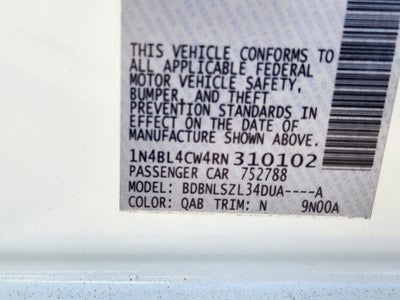 THIS VEHICLE CONFORMS TO
ALL APPLICABLE FEDERAL
MOTOR VEHICLE SAFETY,
BUMPER, AND THEFT
PREVENTION STANDARDS IN
EFFECT ON THE DATE OF
MANUFACTURE SHOWN ABOVE.
1N4BL4CW4RN310102
PASSENGER CAR 752788
MODEL: BDBNLSZL34DUA----A
COLOR: QAB TRIM: N 9N00A